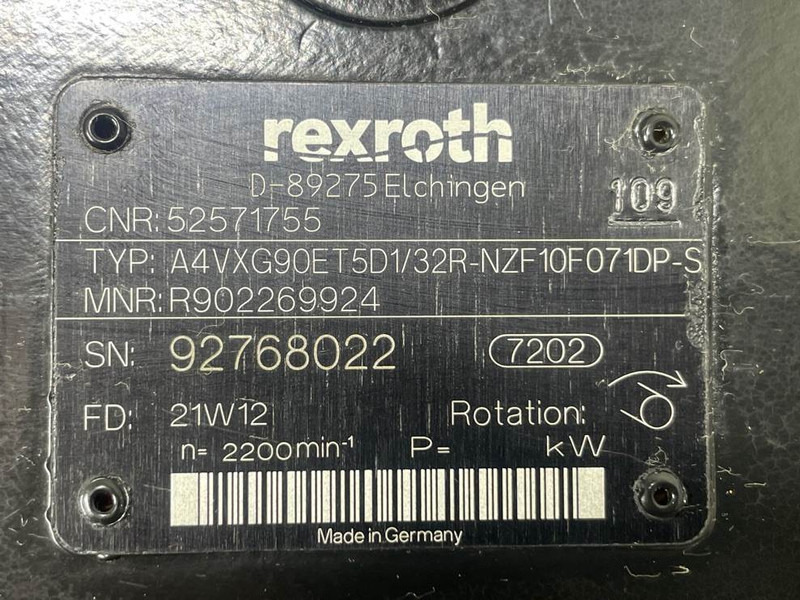 rexroth
D-89275 Elchingen
109
CNR: 52571755
TYP: A4VXG90ET5D1/32R-NZF10F071DP-S
MNR: R902269924
SN: 92768022 7202
FD: 21W12 Rotation:
n= 2200min⁻¹ P= kW
Made in Germany